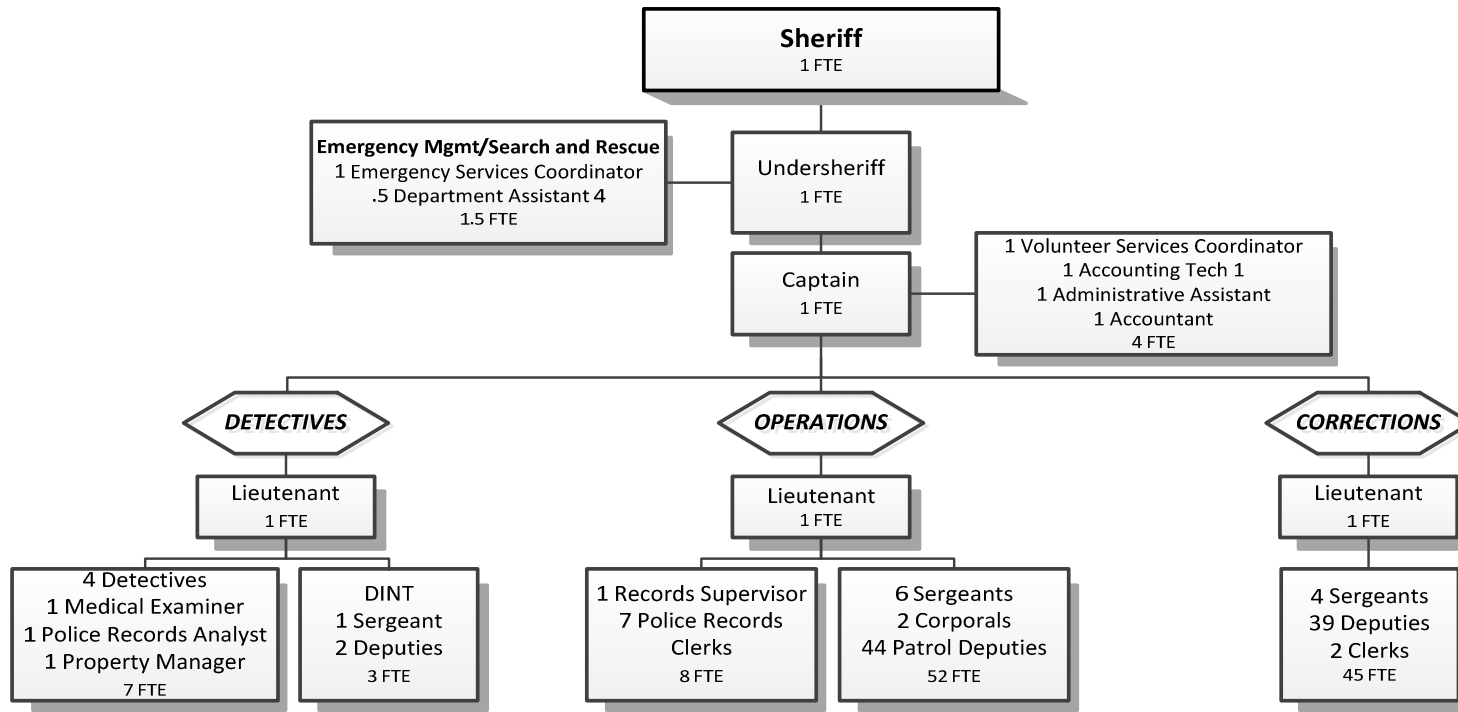 Sheriff
1 FTE
Emergency Mgmt/Search and Rescue
1 Emergency Services Coordinator
.5 Department Assistant 4
1.5 FTE
Undersheriff
1 FTE
Captain
1 FTE
1 Volunteer Services Coordinator
1 Accounting Tech 1
1 Administrative Assistant
1 Accountant
4 FTE
DETECTIVES
OPERATIONS
CORRECTIONS
Lieutenant
1 FTE
Lieutenant
1 FTE
Lieutenant
1 FTE
4 Detectives
1 Medical Examiner
1 Police Records Analyst
1 Property Manager
7 FTE
DINT
1 Sergeant
2 Deputies
3 FTE
1 Records Supervisor
7 Police Records
Clerks
8 FTE
6 Sergeants
2 Corporals
44 Patrol Deputies
52 FTE
4 Sergeants
39 Deputies
2 Clerks
45 FTE